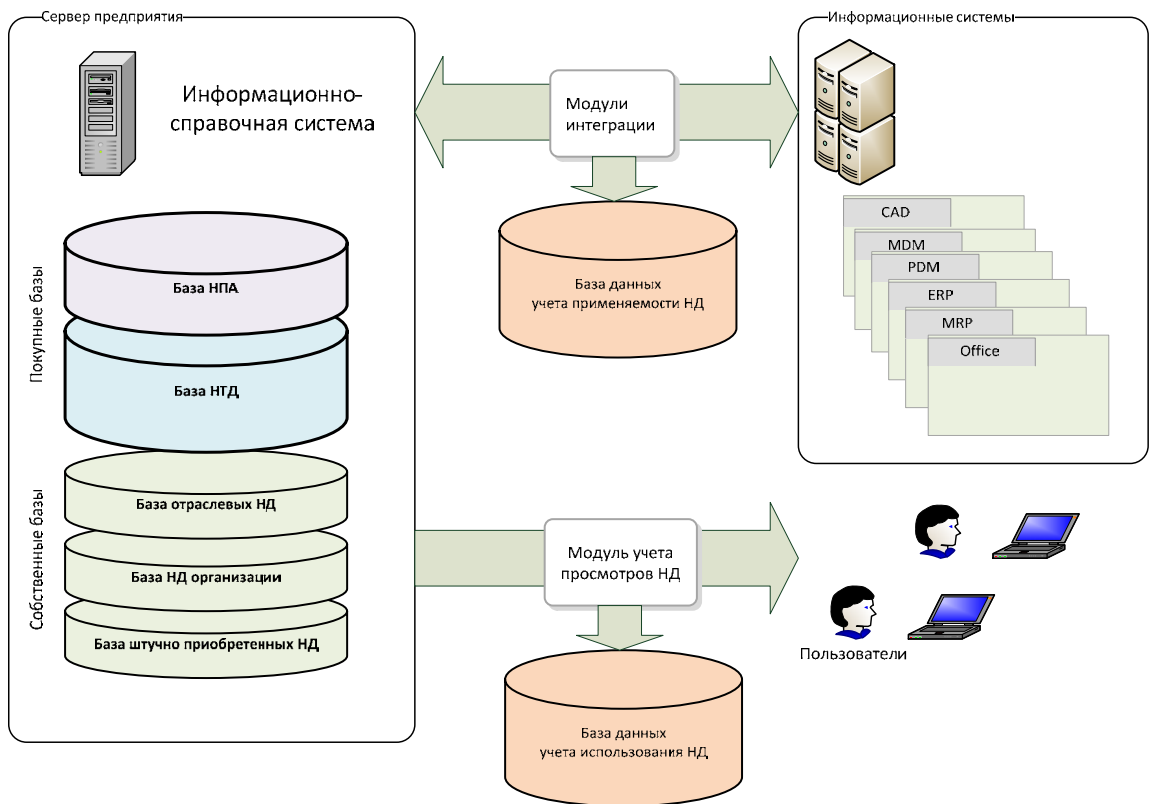 Сервер предприятия
Информационно-
справочная система
Покупные базы
База НПА
База НТД
Собственные базы
База отраслевых НД
База НД организации
База штучно приобретенных НД
Модули
интеграции
База данных
учета применяемости НД
Информационные системы
CAD
MDM
PDM
ERP
MRP
Office
Модуль учета
просмотров НД
База данных
учета использования НД
Пользователи